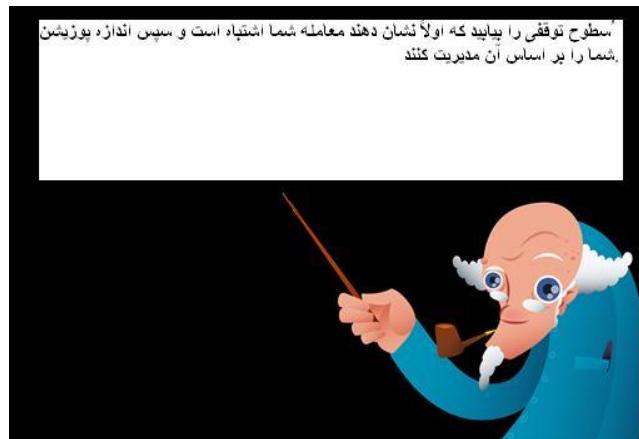 سطوح توقفی را بیابید که اولاً نشان دهند معامله شما اشتباه است و سپس اندازه پوزیشن
شما را بر اساس آن مدیریت کنند.